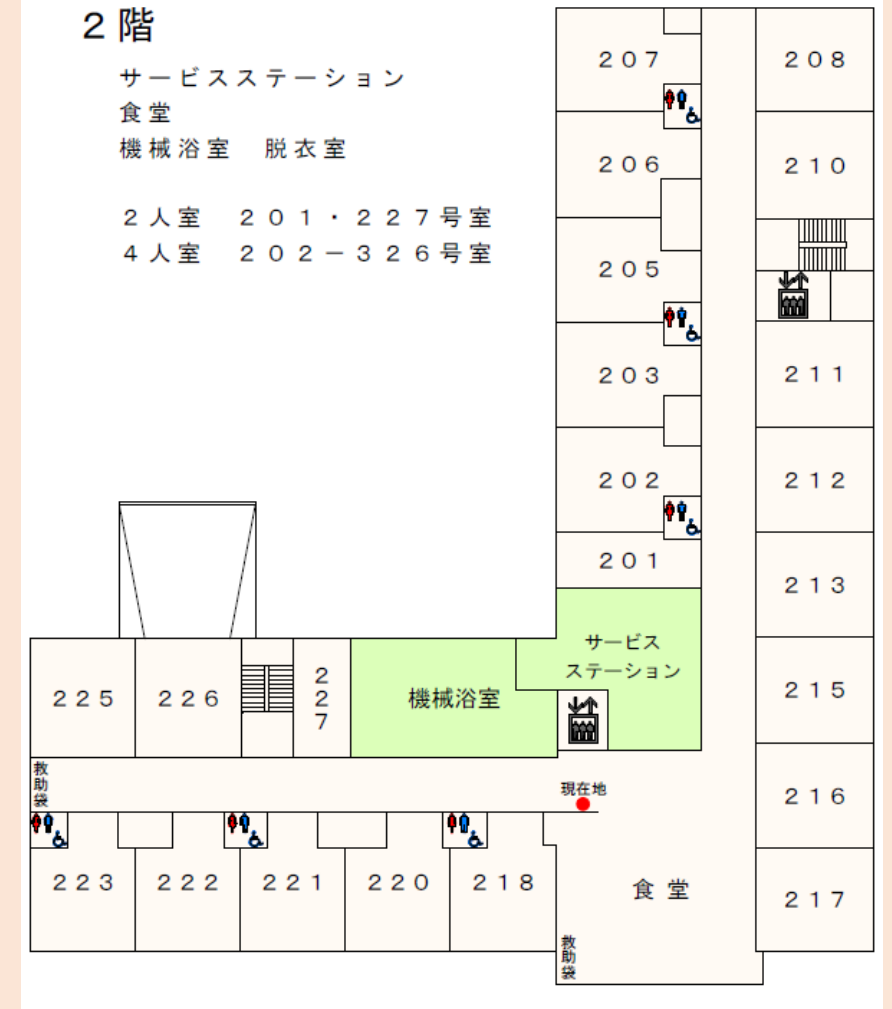 ２階
サービスステーション
食堂
機械浴室　脱衣室
２人室　２０１・２２７号室
４人室　２０２－３２６号室
２０７
２０８
２０６
２１０
２０５
２０３
２１１
２０２
２１２
２０１
２１３
サービス
ステーション
２１５
２２５
２２６
２２７
機械浴室
救助袋
現在地
２１６
２２３
２２２
２２１
２２０
２１８
食堂
２１７
救助袋